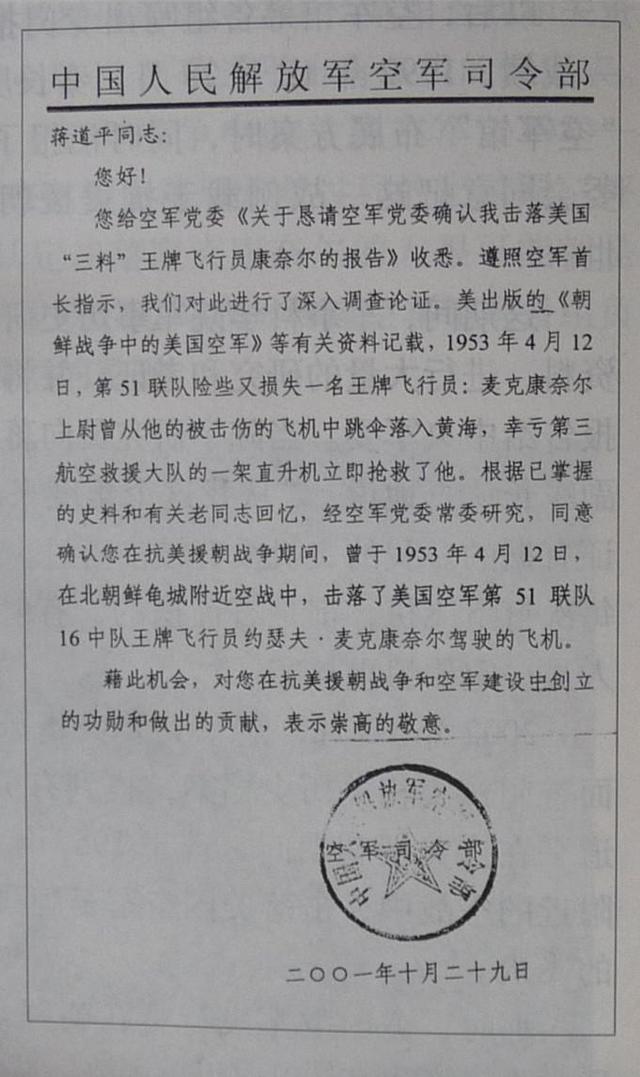 中国人民解放军空军司令部
蒋道平同志：
您好！
您给空军党委《关于恳请空军党委确认我击落美国
“三料”王牌飞行员康奈尔的报告》收悉。遵照空军首
长指示，我们对此进行了深入调查论证。美出版的《朝
鲜战争中的美国空军》等有关资料记载，1953 年 4 月 12
日，第 51 联队险些又损失一名王牌飞行员：麦克康奈尔
上尉曾从他的被击伤的飞机中跳伞落入黄海，幸亏第三
航空救援大队的一架直升机立即抢救了他。根据已掌握
的史料和有关老同志回忆，经空军党委常委研究，同意
确认您在抗美援朝战争期间，曾于 1953 年 4 月 12 日，
在北朝鲜龟城附近空战中，击落了美国空军第 51 联队
16 中队王牌飞行员约瑟夫·麦克康奈尔驾驶的飞机。
藉此机会，对您在抗美援朝战争和空军建设中创立
的功勋和做出的贡献，表示崇高的敬意。
空军司令部
二〇〇一年十月二十九日